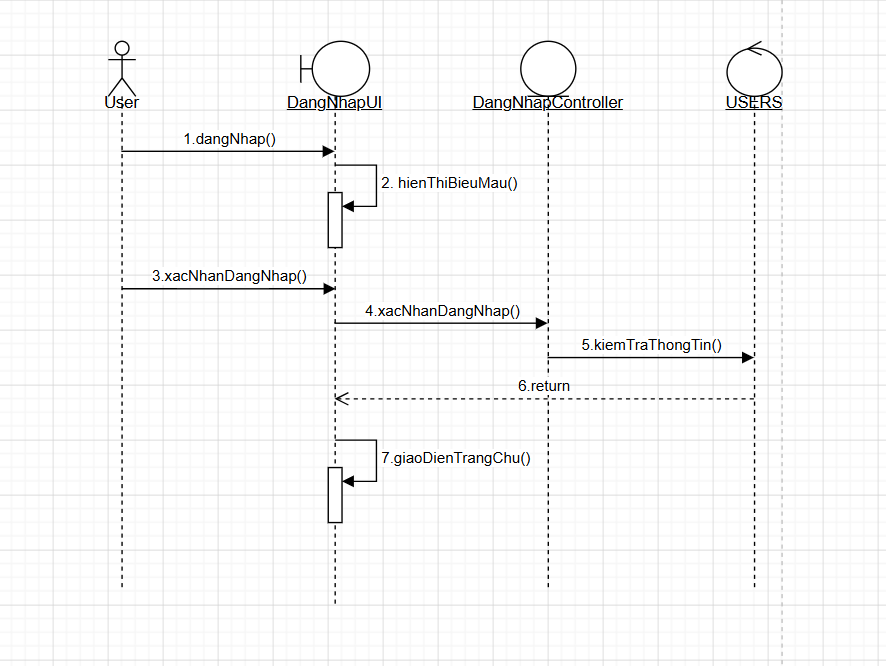 User
DangNhapUI
DangNhapController
USERS
1.dangNhap()
2. hienThiBieuMau()
3.xacNhanDangNhap()
4.xacNhanDangNhap()
5.kiemTraThongTin()
6.return
7.giaoDienTrangChu()